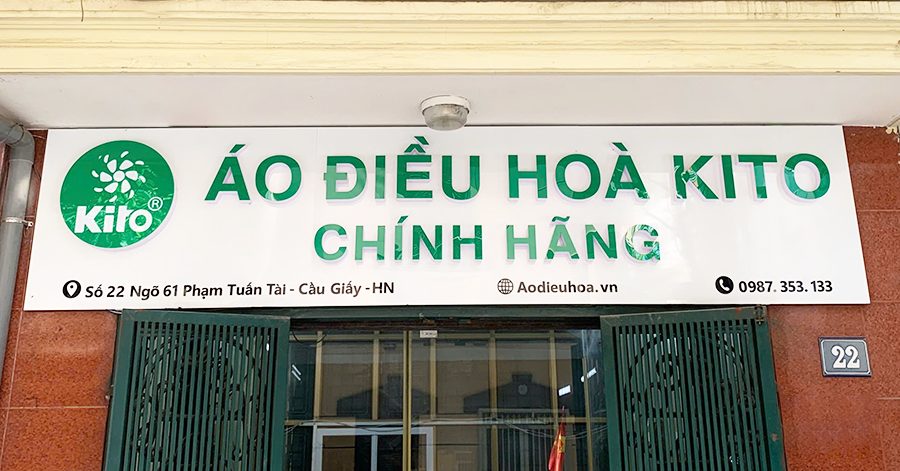 Kito®
ÁO ĐIỀU HOÀ KITO
CHÍNH HÃNG
Số 22 Ngõ 61 Phạm Tuấn Tài - Cầu Giấy - HN
Aodieuhoa.vn
0987. 353. 133
22